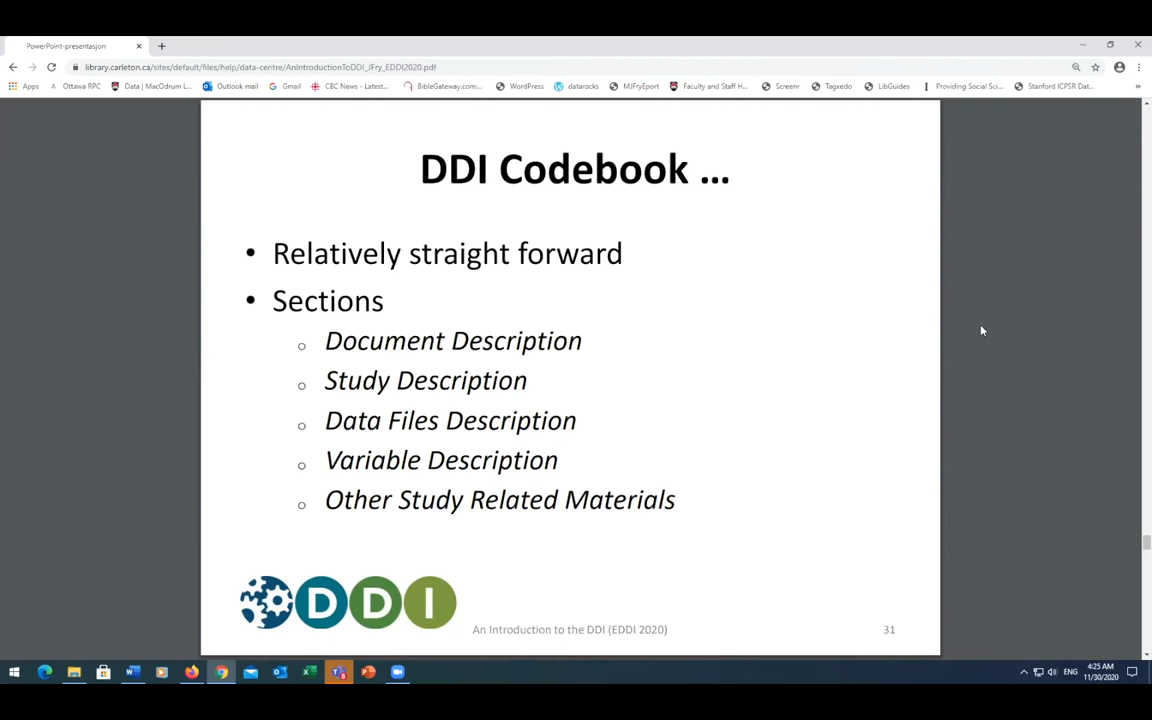 PowerPoint-presentasjon
library.carleton.ca/sites/default/files/help/data-centre/AnIntroductionToDDI_JFry_EDDI2020.pdf
Apps Ottawa RPC Data | MacOdrum L... Outlook mail Gmail CBC News - Latest... BibleGateway.com:... WordPress datarocks MJFryEport Faculty and Staff H... Screenr Tagxedo LibGuides Providing Social Sci... Stanford ICPSR Dat... »
DDI Codebook ...
• Relatively straight forward
• Sections
o Document Description
o Study Description
o Data Files Description
o Variable Description
o Other Study Related Materials
DDI
An Introduction to the DDI (EDDI 2020)
31
4:25 AM
ENG
11/30/2020